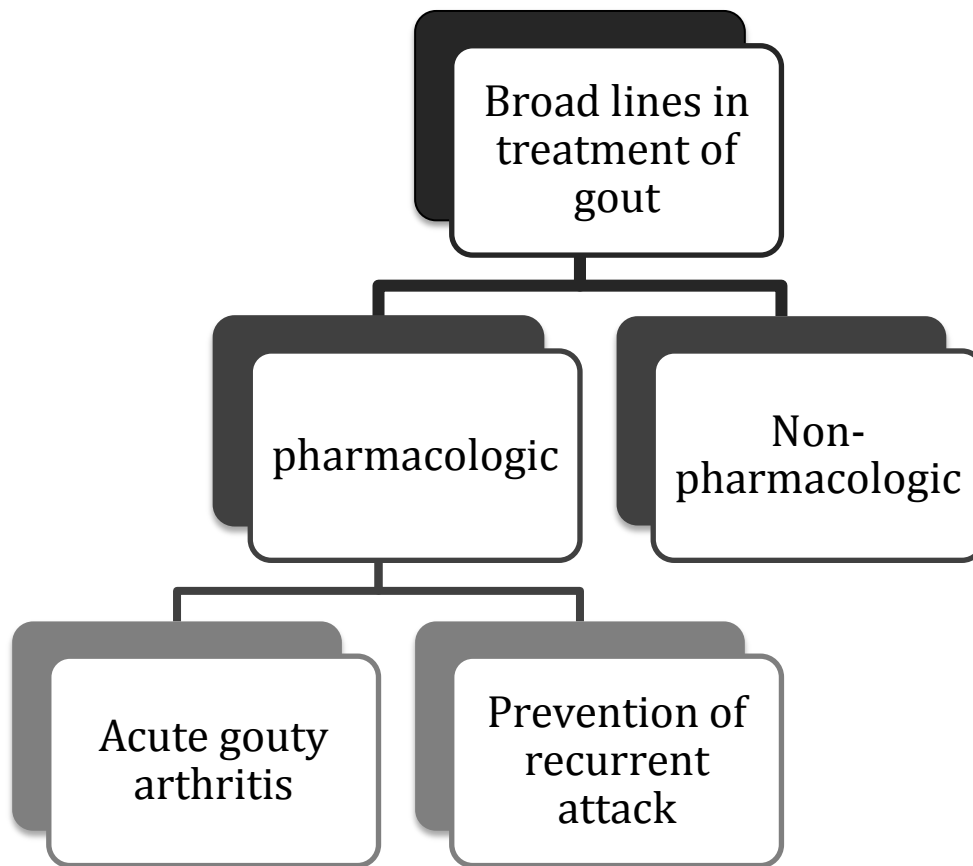 Broad lines in
treatment of
gout
pharmacologic
Non-
pharmacologic
Acute gouty
arthritis
Prevention of
recurrent
attack